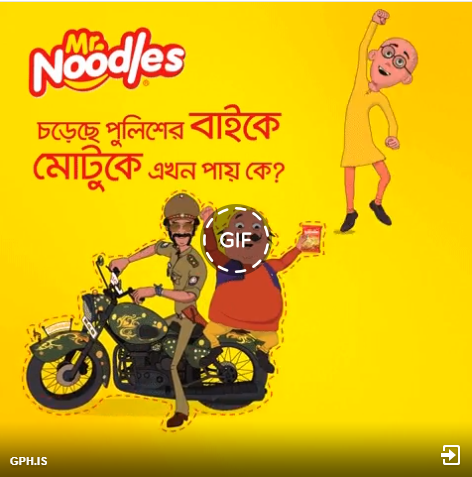 Mr.
Noodles
চড়েছে পুলিশের বাইকে
মোটুকে এখন পায় কে?
GIF
GPH.IS